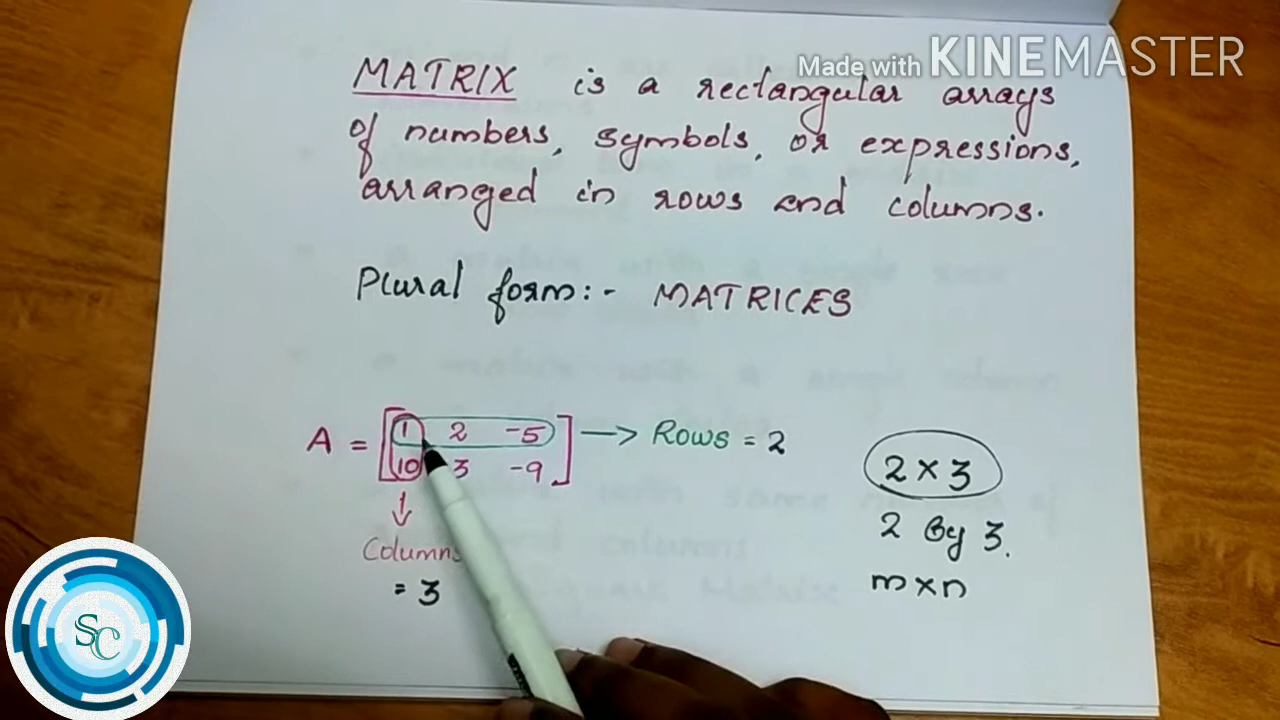 Made with KINEMASTER
MATRIX is a rectangular arrays
of numbers, symbols, or expressions,
arranged in rows and columns.
Plural form:- MATRICES
A = [ 1 2 -5 ] → Rows = 2
10 3 -9
↓
Columns
= 3
2 × 3
2 By 3.
m×n
SC